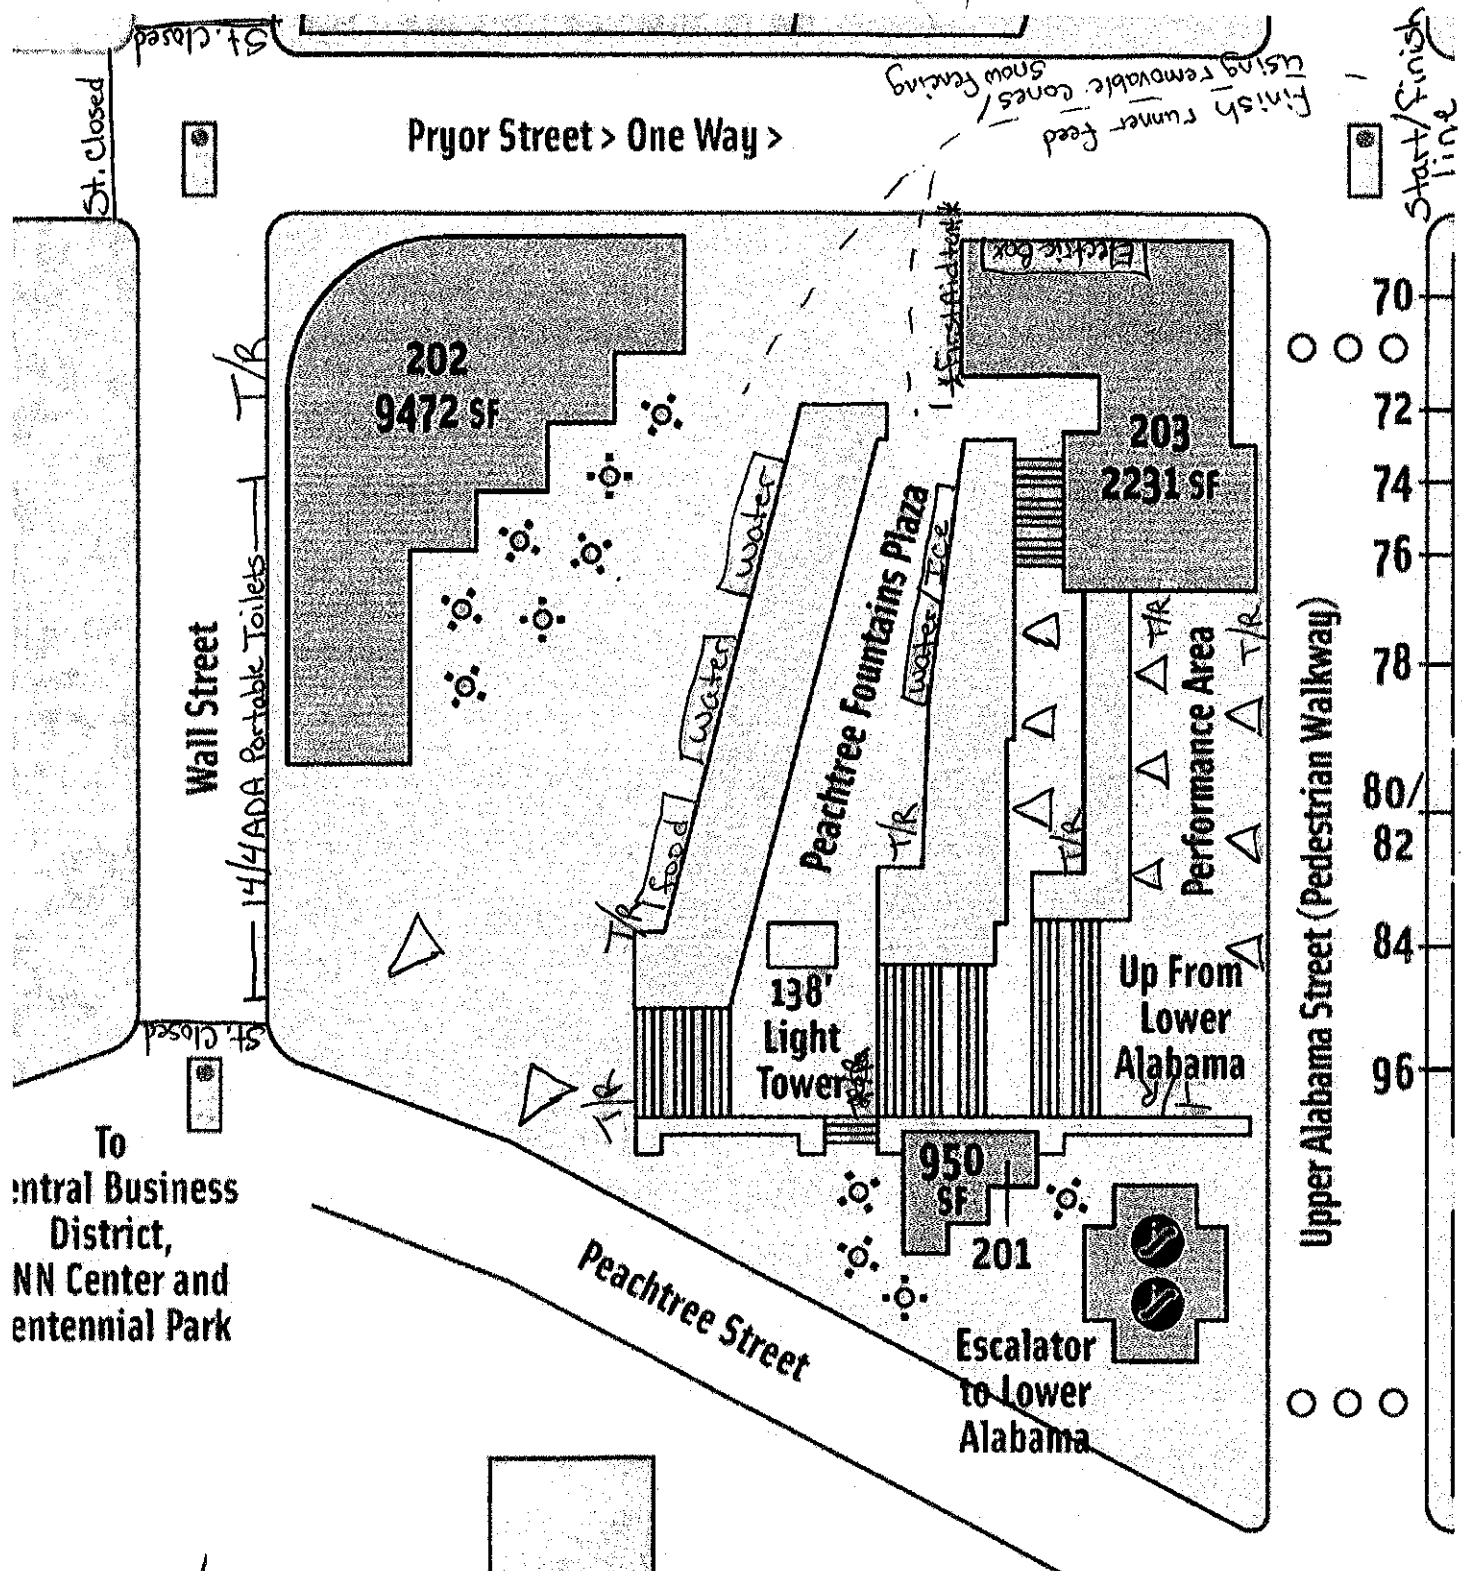 St. Closed
St. Closed
Finish runner feed
using removable cones/
snow fencing
Start/finish
line
Pryor Street > One Way >
*First Aid tent*
Electric Box
T/R
202
9472 SF
203
2231 SF
70
72
74
76
78
80/
82
84
96
Wall Street
14/4 ADA Portable Toilets
water
water
food
T/R
Peachtree Fountains Plaza
water/Ice
T/R
T/R
T/R
T/R
Performance Area
Upper Alabama Street (Pedestrian Walkway)
138'
Light
Tower
Up From
Lower
Alabama
St. Closed
T/R
To
entral Business
District,
NN Center and
entennial Park
950
SF
201
Peachtree Street
Escalator
to Lower
Alabama